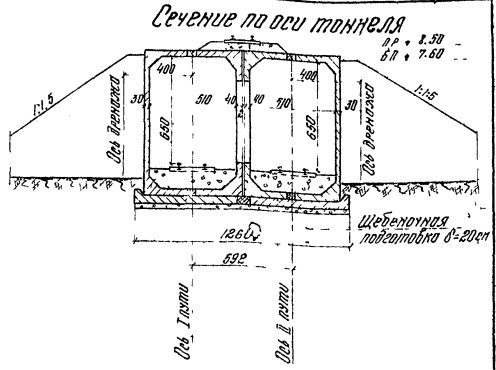 Сечение по оси тоннеля
ПР + 8.50
БП + 7.60
1:1,5
Ось дренажа
30
400
510
650
40
40
400
510
650
30
Ось дренажа
1:1,5
Щебеночная
подготовка δ=20см
1260
692
Ось I пути
Ось II пути